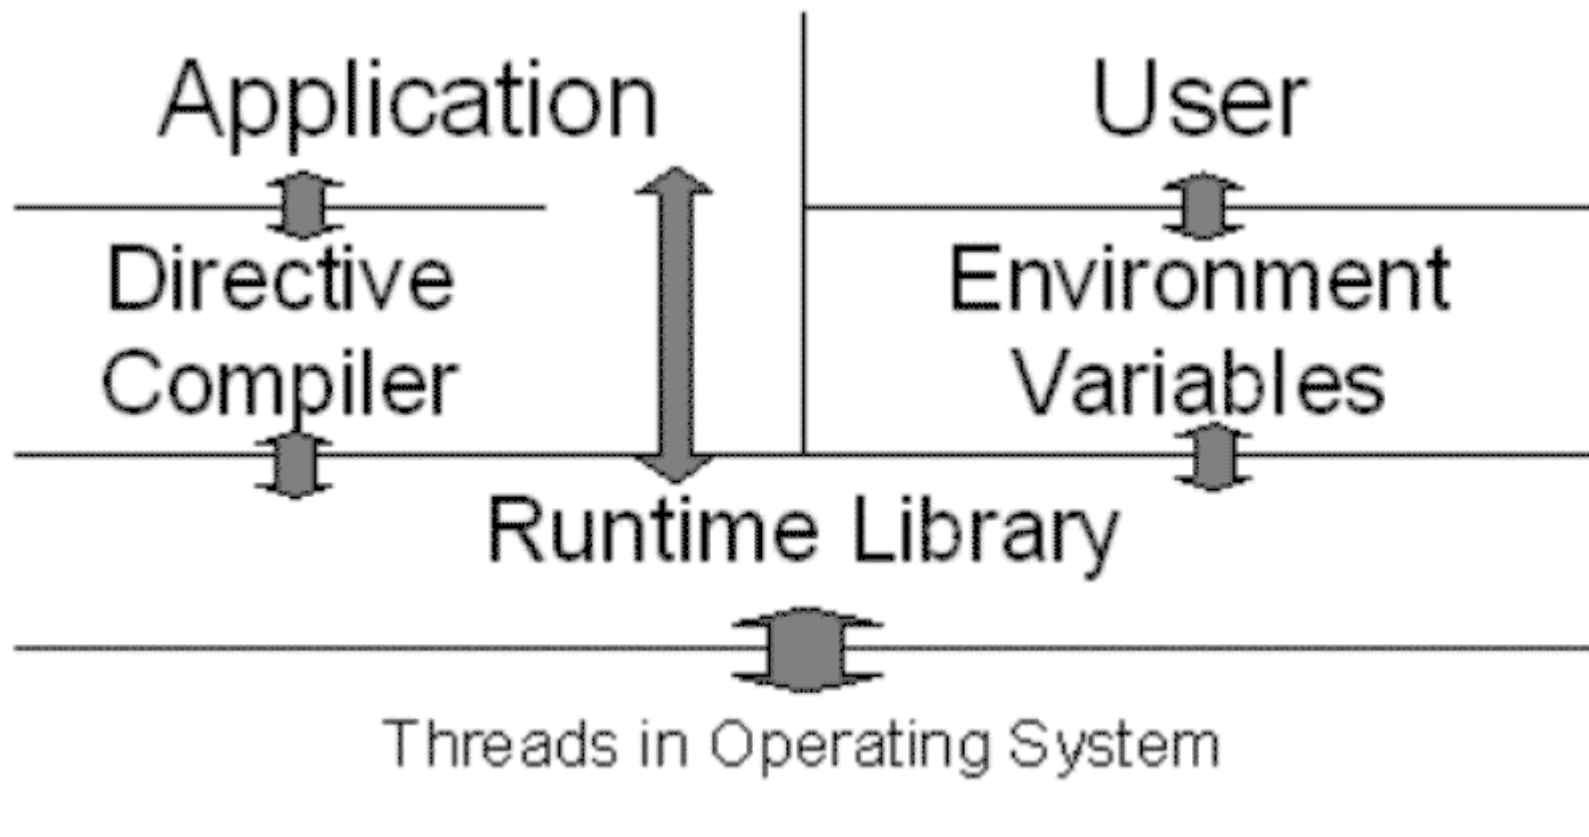 Application
User
Directive
Compiler
Environment
Variables
Runtime Library
Threads in Operating System